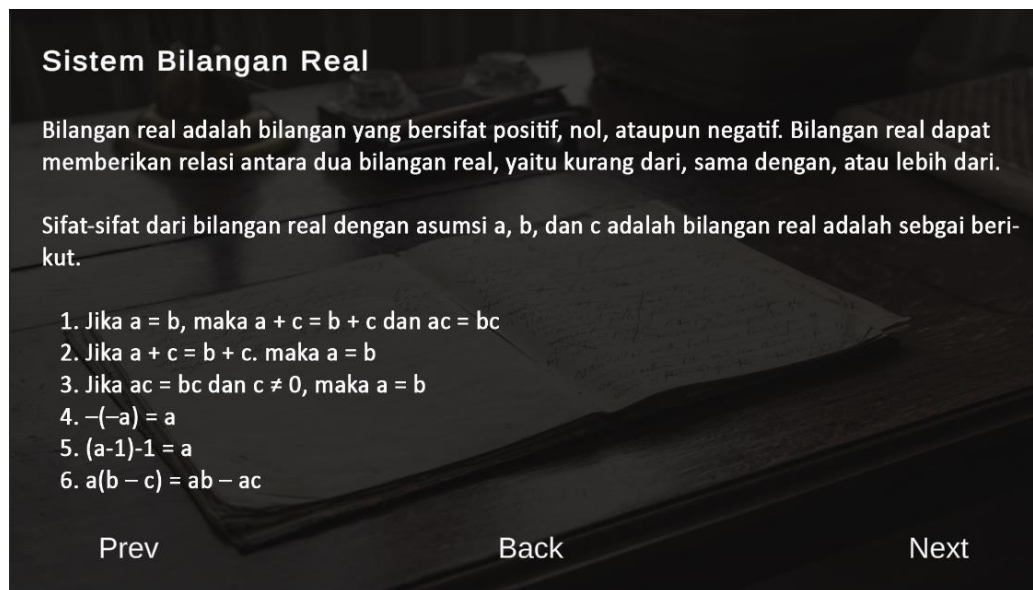 Sistem Bilangan Real
Bilangan real adalah bilangan yang bersifat positif, nol, ataupun negatif. Bilangan real dapat
memberikan relasi antara dua bilangan real, yaitu kurang dari, sama dengan, atau lebih dari.
Sifat-sifat dari bilangan real dengan asumsi a, b, dan c adalah bilangan real adalah sebgai beri-
kut.
1. Jika a = b, maka a + c = b + c dan ac = bc
2. Jika a + c = b + c. maka a = b
3. Jika ac = bc dan c ≠ 0, maka a = b
4. –(–a) = a
5. (a-1)-1 = a
6. a(b – c) = ab – ac
Prev Back Next